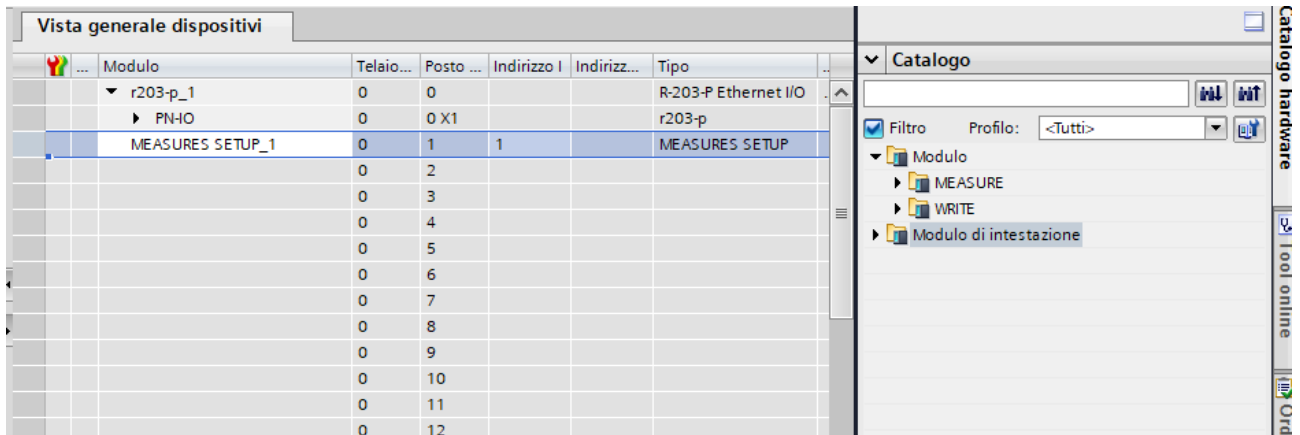 Vista generale dispositivi
... Modulo Telaio... Posto ... Indirizzo I Indirizz... Tipo ..
r203-p_1 0 0 R-203-P Ethernet I/O .
PN-IO 0 0 X1 r203-p
MEASURES SETUP_1 0 1 1 MEASURES SETUP
0 2
0 3
0 4
0 5
0 6
0 7
0 8
0 9
0 10
0 11
0 12
Catalogo
Filtro Profilo: <Tutti>
Modulo
MEASURE
WRITE
Modulo di intestazione
Catalogo hardware
Tool online
Ord